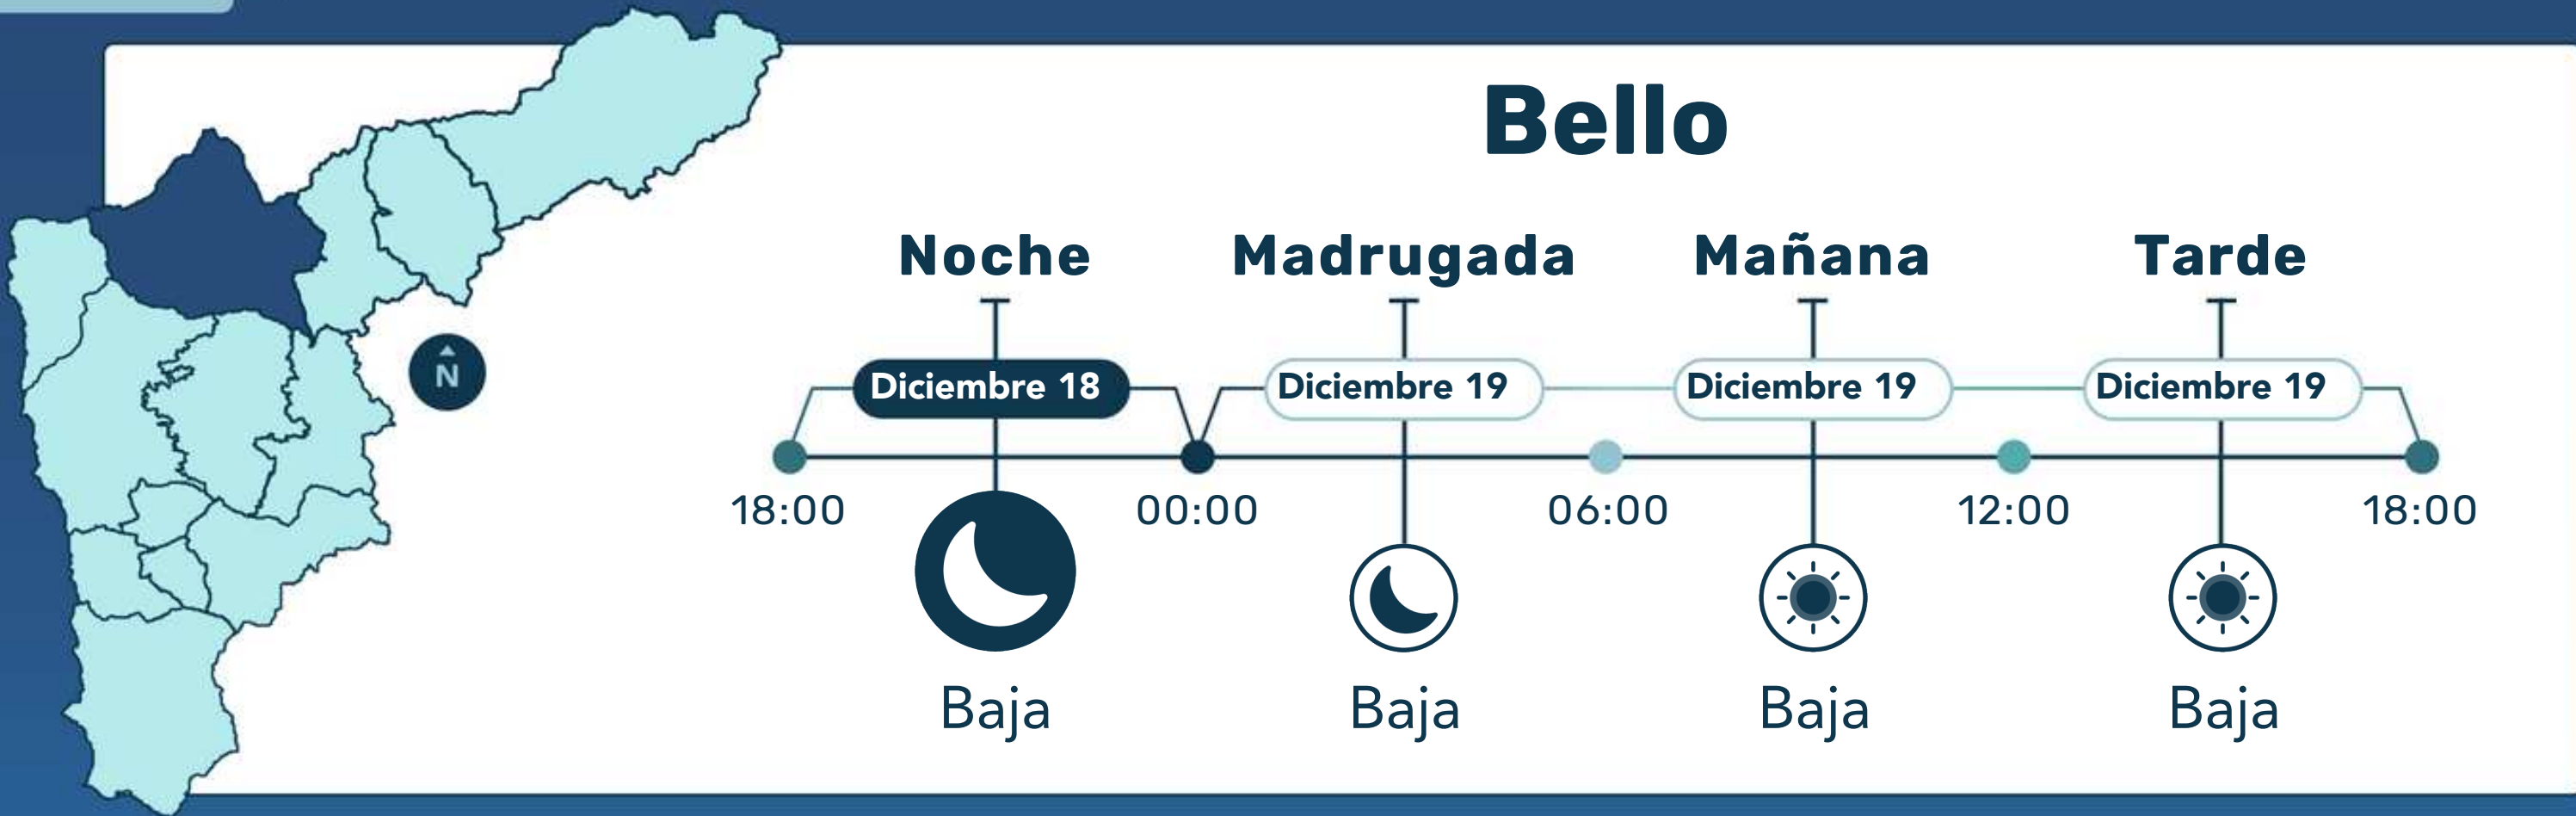 Bello
Noche Madrugada Mañana Tarde
N
Diciembre 18 Diciembre 19 Diciembre 19 Diciembre 19
18:00 00:00 06:00 12:00 18:00
Baja Baja Baja Baja